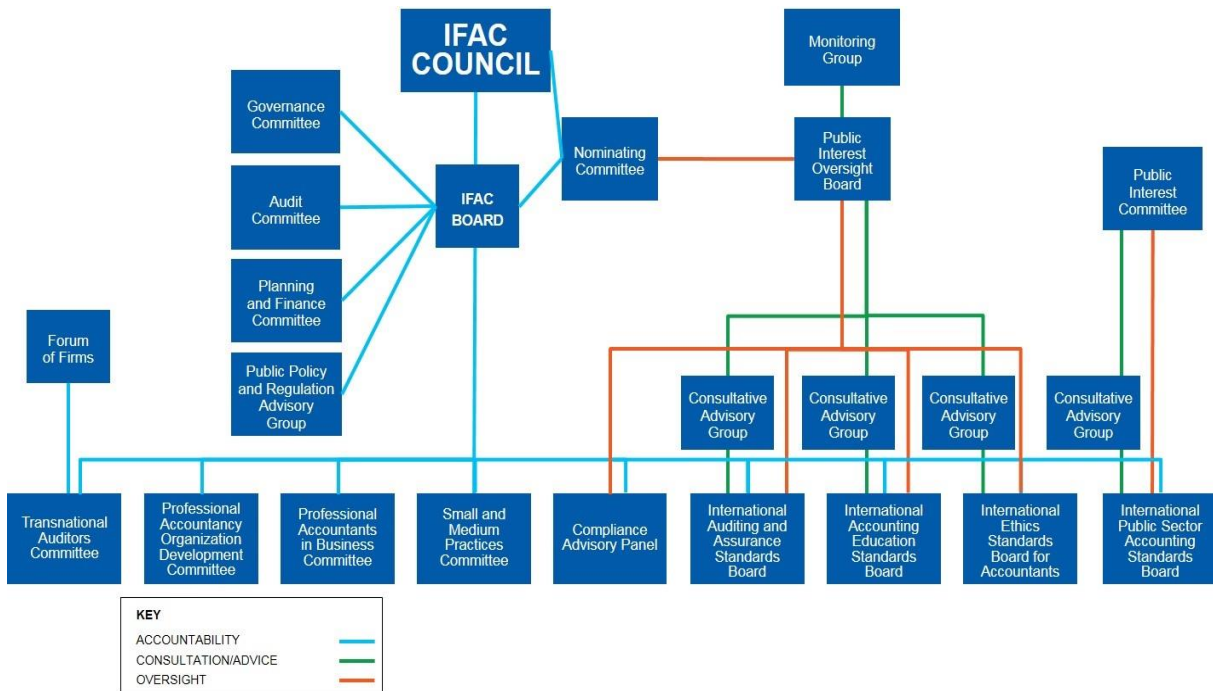 IFAC
COUNCIL
Monitoring
Group
Governance
Committee
Nominating
Committee
Public
Interest
Oversight
Board
Audit
Committee
IFAC
BOARD
Public
Interest
Committee
Planning
and Finance
Committee
Forum
of Firms
Public Policy
and Regulation
Advisory
Group
Consultative
Advisory
Group
Consultative
Advisory
Group
Consultative
Advisory
Group
Consultative
Advisory
Group
Transnational
Auditors
Committee
Professional
Accountancy
Organization
Development
Committee
Professional
Accountants
in Business
Committee
Small and
Medium
Practices
Committee
Compliance
Advisory Panel
International
Auditing and
Assurance
Standards
Board
International
Accounting
Education
Standards
Board
International
Ethics
Standards
Board for
Accountants
International
Public Sector
Accounting
Standards
Board
KEY
ACCOUNTABILITY
CONSULTATION/ADVICE
OVERSIGHT